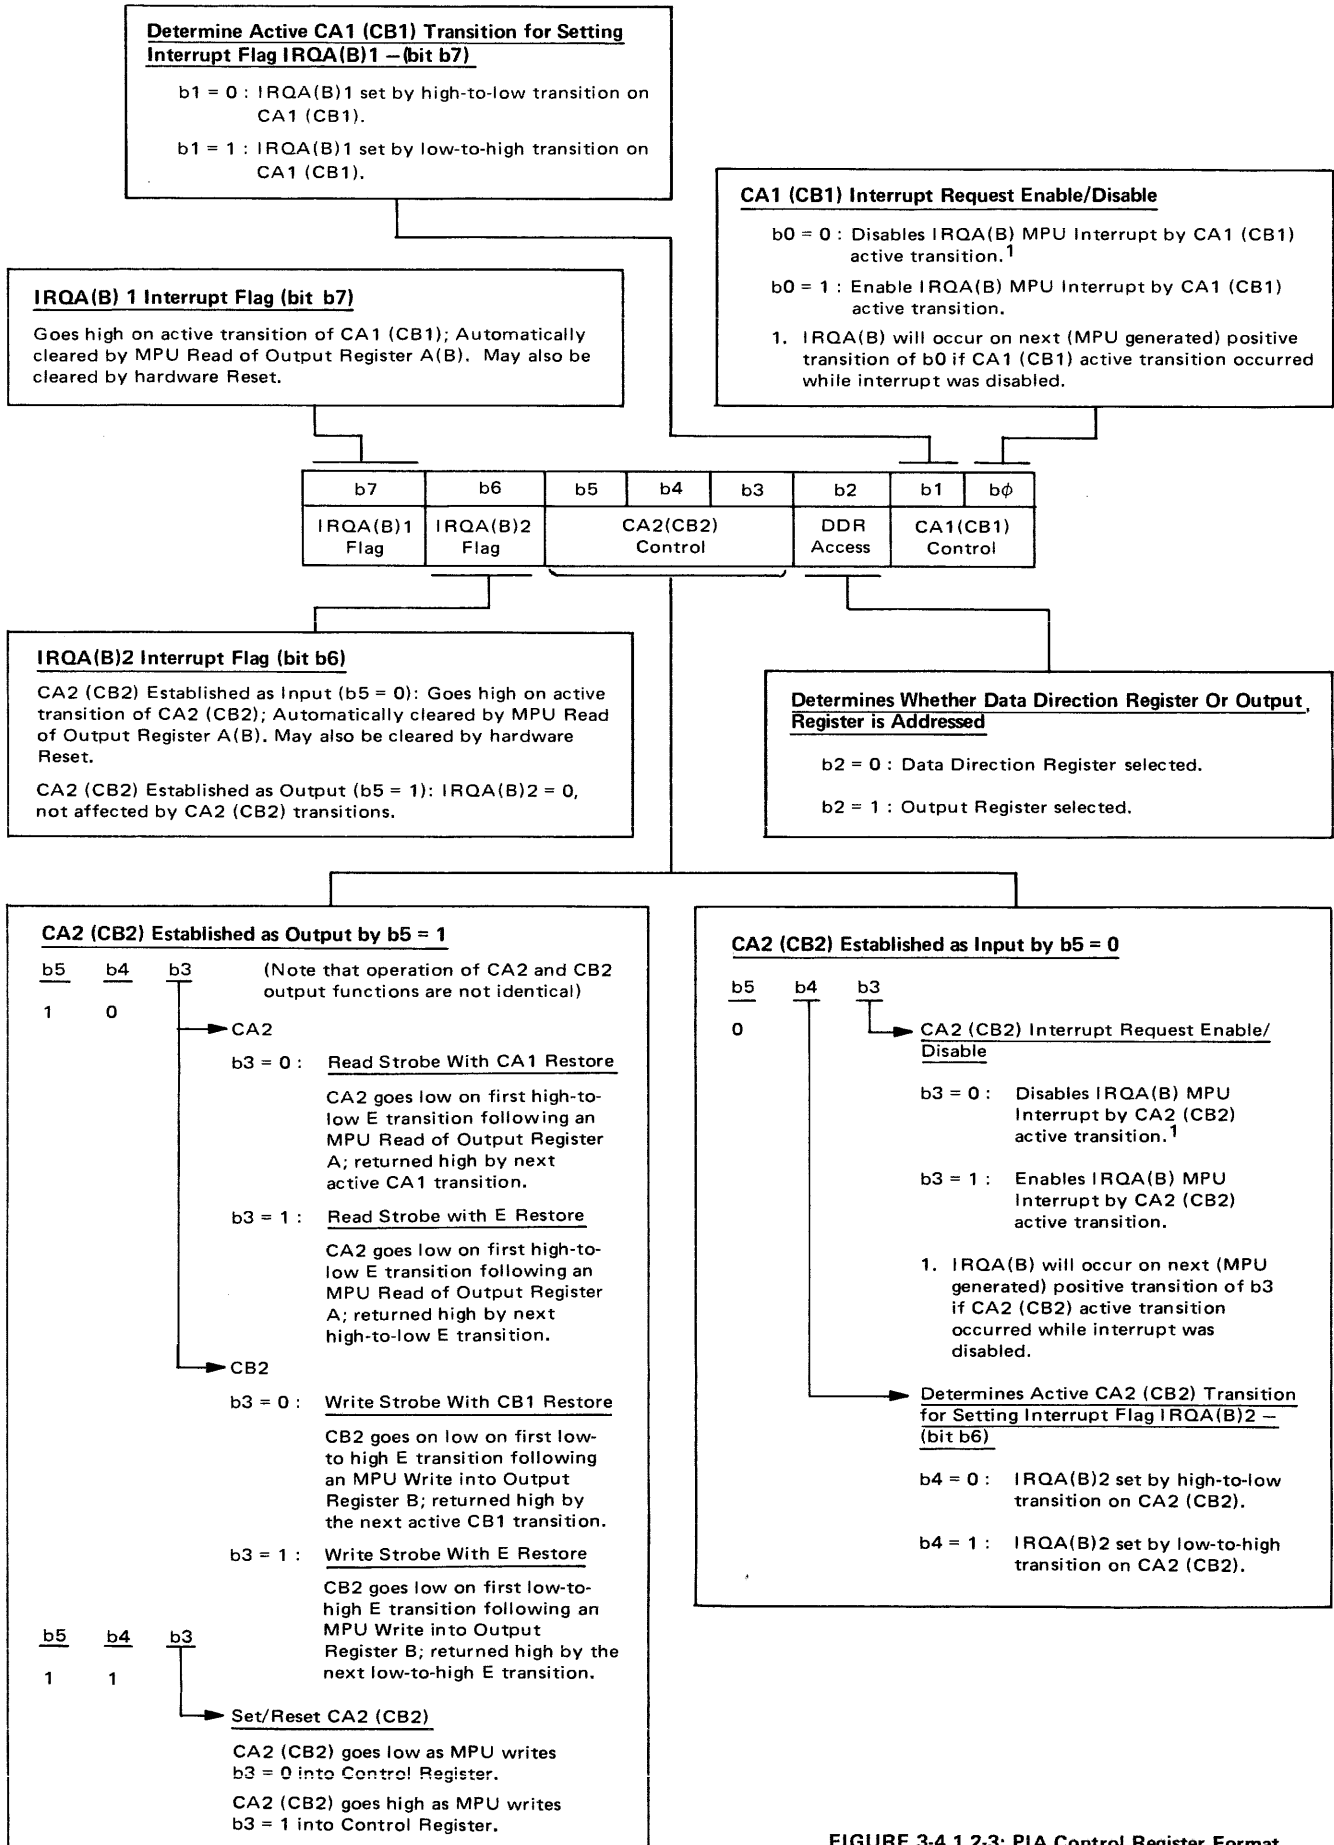 Determine Active CA1 (CB1) Transition for Setting
Interrupt Flag IRQA(B)1 – (bit b7)
b1 = 0 : IRQA(B)1 set by high-to-low transition on
CA1 (CB1).
b1 = 1 : IRQA(B)1 set by low-to-high transition on
CA1 (CB1).
CA1 (CB1) Interrupt Request Enable/Disable
b0 = 0 : Disables IRQA(B) MPU Interrupt by CA1 (CB1)
active transition.1
b0 = 1 : Enable IRQA(B) MPU Interrupt by CA1 (CB1)
active transition.
1. IRQA(B) will occur on next (MPU generated) positive
transition of b0 if CA1 (CB1) active transition occurred
while interrupt was disabled.
IRQA(B) 1 Interrupt Flag (bit b7)
Goes high on active transition of CA1 (CB1); Automatically
cleared by MPU Read of Output Register A(B). May also be
cleared by hardware Reset.
b7 b6 b5 b4 b3 b2 b1 bϕ
IRQA(B)1 IRQA(B)2 CA2(CB2) DDR CA1(CB1)
Flag Flag Control Access Control
IRQA(B)2 Interrupt Flag (bit b6)
CA2 (CB2) Established as Input (b5 = 0): Goes high on active
transition of CA2 (CB2); Automatically cleared by MPU Read
of Output Register A(B). May also be cleared by hardware
Reset.
CA2 (CB2) Established as Output (b5 = 1): IRQA(B)2 = 0,
not affected by CA2 (CB2) transitions.
Determines Whether Data Direction Register Or Output
Register is Addressed
b2 = 0 : Data Direction Register selected.
b2 = 1 : Output Register selected.
CA2 (CB2) Established as Output by b5 = 1
b5 b4 b3 (Note that operation of CA2 and CB2
output functions are not identical)
1 0
CA2
b3 = 0 : Read Strobe With CA1 Restore
CA2 goes low on first high-to-
low E transition following an
MPU Read of Output Register
A; returned high by next
active CA1 transition.
b3 = 1 : Read Strobe with E Restore
CA2 goes low on first high-to-
low E transition following an
MPU Read of Output Register
A; returned high by next
high-to-low E transition.
CB2
b3 = 0 : Write Strobe With CB1 Restore
CB2 goes on low on first low-
to high E transition following
an MPU Write into Output
Register B; returned high by
the next active CB1 transition.
b3 = 1 : Write Strobe With E Restore
CB2 goes low on first low-to-
high E transition following an
MPU Write into Output
Register B; returned high by the
next low-to-high E transition.
b5 b4 b3
1 1
Set/Reset CA2 (CB2)
CA2 (CB2) goes low as MPU writes
b3 = 0 into Control Register.
CA2 (CB2) goes high as MPU writes
b3 = 1 into Control Register.
CA2 (CB2) Established as Input by b5 = 0
b5 b4 b3
0
CA2 (CB2) Interrupt Request Enable/
Disable
b3 = 0 : Disables IRQA(B) MPU
Interrupt by CA2 (CB2)
active transition.1
b3 = 1 : Enables IRQA(B) MPU
Interrupt by CA2 (CB2)
active transition.
1. IRQA(B) will occur on next (MPU
generated) positive transition of b3
if CA2 (CB2) active transition
occurred while interrupt was
disabled.
Determines Active CA2 (CB2) Transition
for Setting Interrupt Flag IRQA(B)2 –
(bit b6)
b4 = 0 : IRQA(B)2 set by high-to-low
transition on CA2 (CB2).
b4 = 1 : IRQA(B)2 set by low-to-high
transition on CA2 (CB2).
FIGURE 3-4.1.2-3: PIA Control Register Format